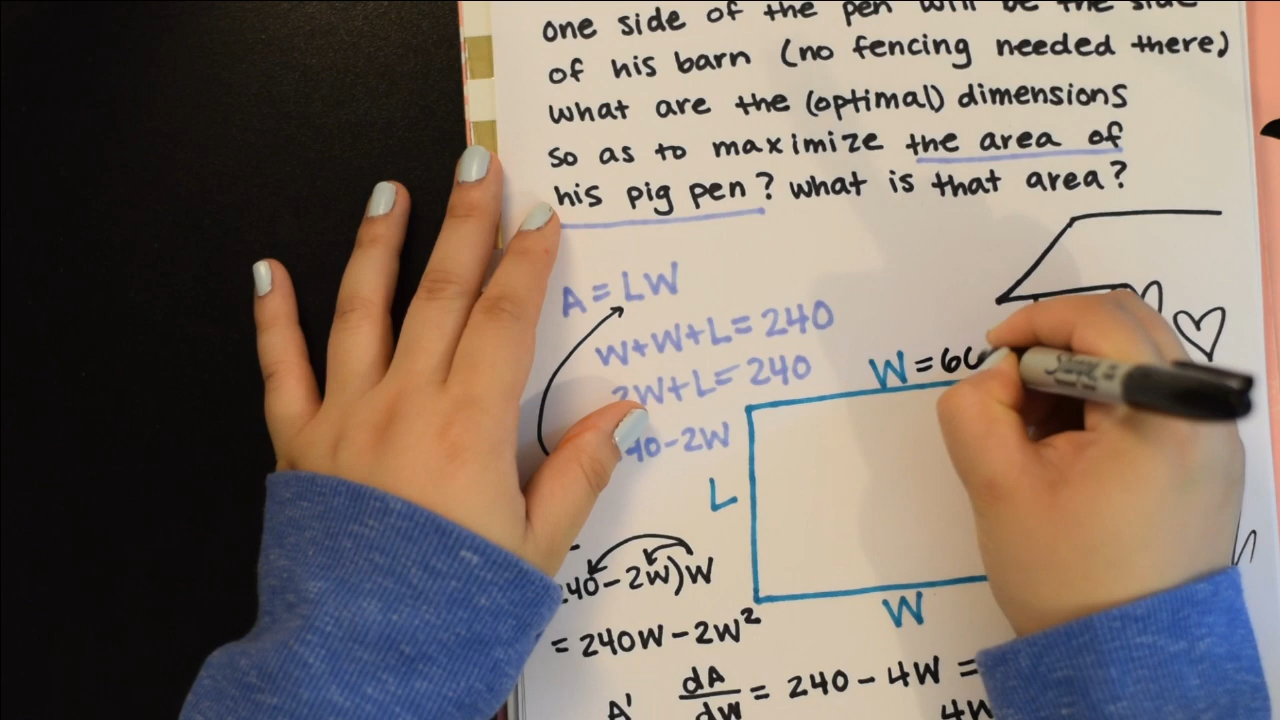 one side of the pen will be the side
of his barn (no fencing needed there)
what are the (optimal) dimensions
so as to maximize the area of
his pig pen? what is that area?
A = LW
W+W+L = 240
2W+L = 240
40-2W
W = 60
L
W
40-2W)W
= 240W-2W²
A' dA/dW = 240-4W =
4W